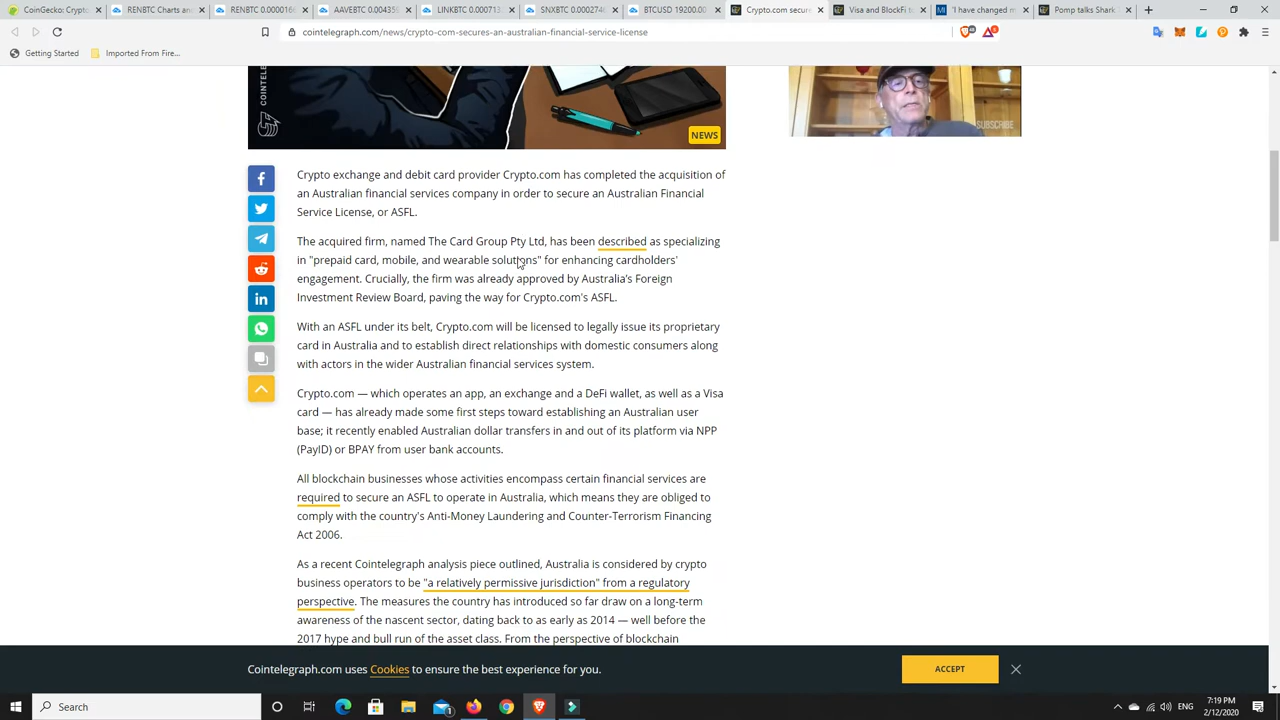 CoinGecko: Crypto
RENBTC Charts and
RENBTC 0.0000166
AAVEBTC 0.004359
LINKBTC 0.000713
SNXBTC 0.0002746
BTCUSD 19200.00
Crypto.com secure
Visa and BlockFi t
"I have changed m
Pomp talks Shark
cointelegraph.com/news/crypto-com-secures-an-australian-financial-service-license
Getting Started
Imported From Fire...
COINTELE
NEWS
SUBSCRIBE
Crypto exchange and debit card provider Crypto.com has completed the acquisition of
an Australian financial services company in order to secure an Australian Financial
Service License, or ASFL.
The acquired firm, named The Card Group Pty Ltd, has been described as specializing
in "prepaid card, mobile, and wearable solutions" for enhancing cardholders'
engagement. Crucially, the firm was already approved by Australia's Foreign
Investment Review Board, paving the way for Crypto.com's ASFL.
With an ASFL under its belt, Crypto.com will be licensed to legally issue its proprietary
card in Australia and to establish direct relationships with domestic consumers along
with actors in the wider Australian financial services system.
Crypto.com — which operates an app, an exchange and a DeFi wallet, as well as a Visa
card — has already made some first steps toward establishing an Australian user
base; it recently enabled Australian dollar transfers in and out of its platform via NPP
(PayID) or BPAY from user bank accounts.
All blockchain businesses whose activities encompass certain financial services are
required to secure an ASFL to operate in Australia, which means they are obliged to
comply with the country's Anti-Money Laundering and Counter-Terrorism Financing
Act 2006.
As a recent Cointelegraph analysis piece outlined, Australia is considered by crypto
business operators to be "a relatively permissive jurisdiction" from a regulatory
perspective. The measures the country has introduced so far draw on a long-term
awareness of the nascent sector, dating back to as early as 2014 — well before the
2017 hype and bull run of the asset class. From the perspective of blockchain
Cointelegraph.com uses Cookies to ensure the best experience for you.
ACCEPT
Search
ENG
7:19 PM
2/12/2020